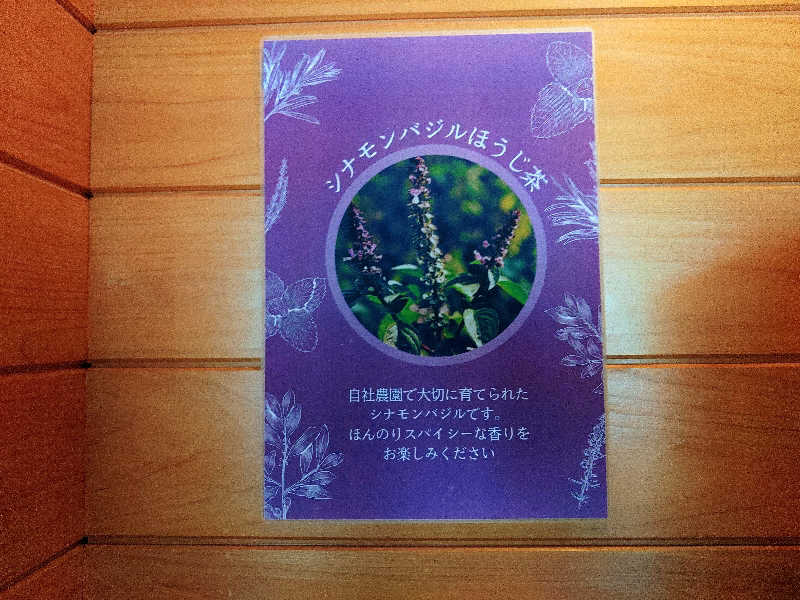 シナモンバジルほうじ茶
自社農園で大切に育てられた
シナモンバジルです。
ほんのりスパイシーな香りを
お楽しみください